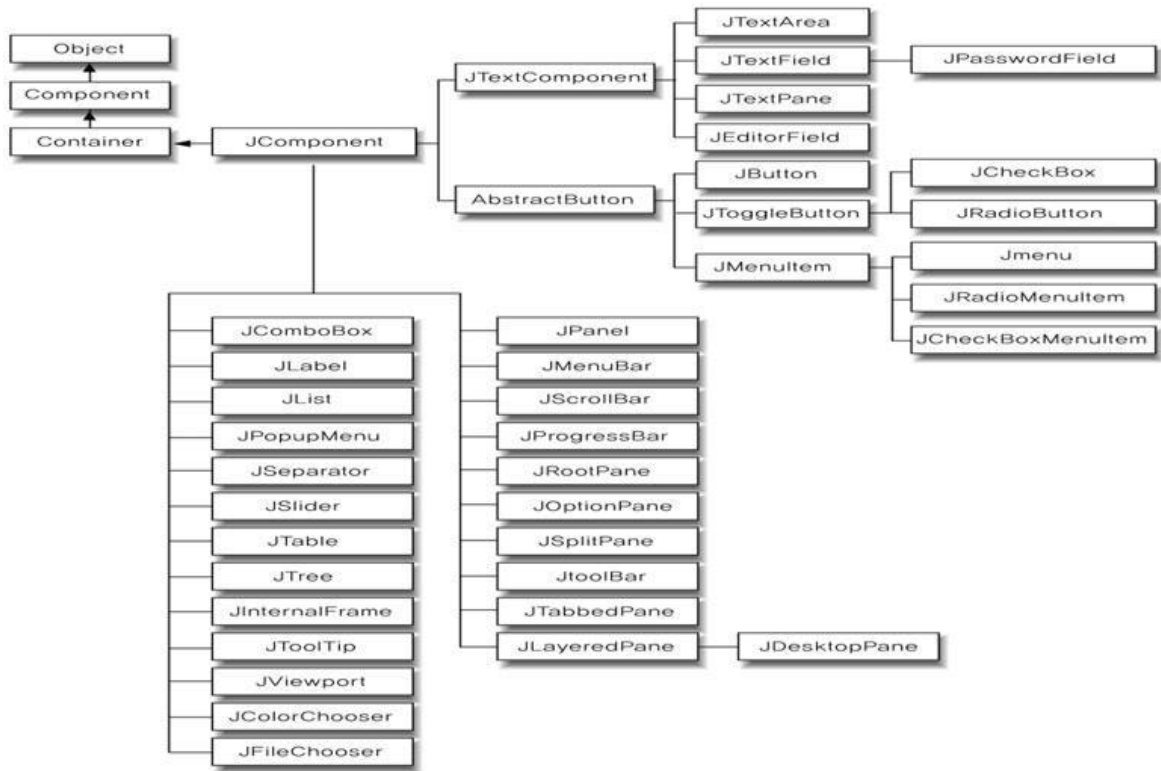 Object
Component
Container
JComponent
JTextComponent
AbstractButton
JTextArea
JTextField
JTextPane
JEditorField
JPasswordField
JButton
JToggleButton
JMenuItem
JCheckBox
JRadioButton
Jmenu
JRadioMenuItem
JCheckBoxMenuItem
JComboBox
JLabel
JList
JPopupMenu
JSeparator
JSlider
JTable
JTree
JInternalFrame
JToolTip
JViewport
JColorChooser
JFileChooser
JPanel
JMenuBar
JScrollBar
JProgressBar
JRootPane
JOptionPane
JSplitPane
JtoolBar
JTabbedPane
JLayeredPane
JDesktopPane